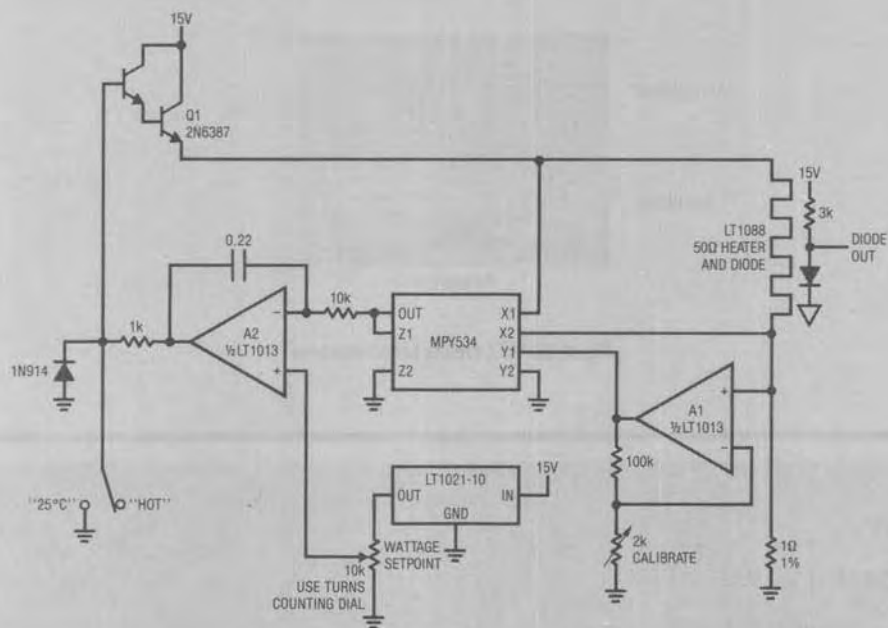 15V
Q1
2N6387
15V
3k
LT1088
50Ω HEATER
AND DIODE
DIODE
OUT
0.22
10k
1k
A2
½LT1013
–
+
1N914
OUT
Z1
Z2
MPY534
X1
X2
Y1
Y2
A1
½LT1013
+
–
100k
2k
CALIBRATE
1Ω
1%
LT1021-10
OUT
IN
GND
15V
"25°C"
"HOT"
WATTAGE
SETPOINT
10k
USE TURNS
COUNTING DIAL